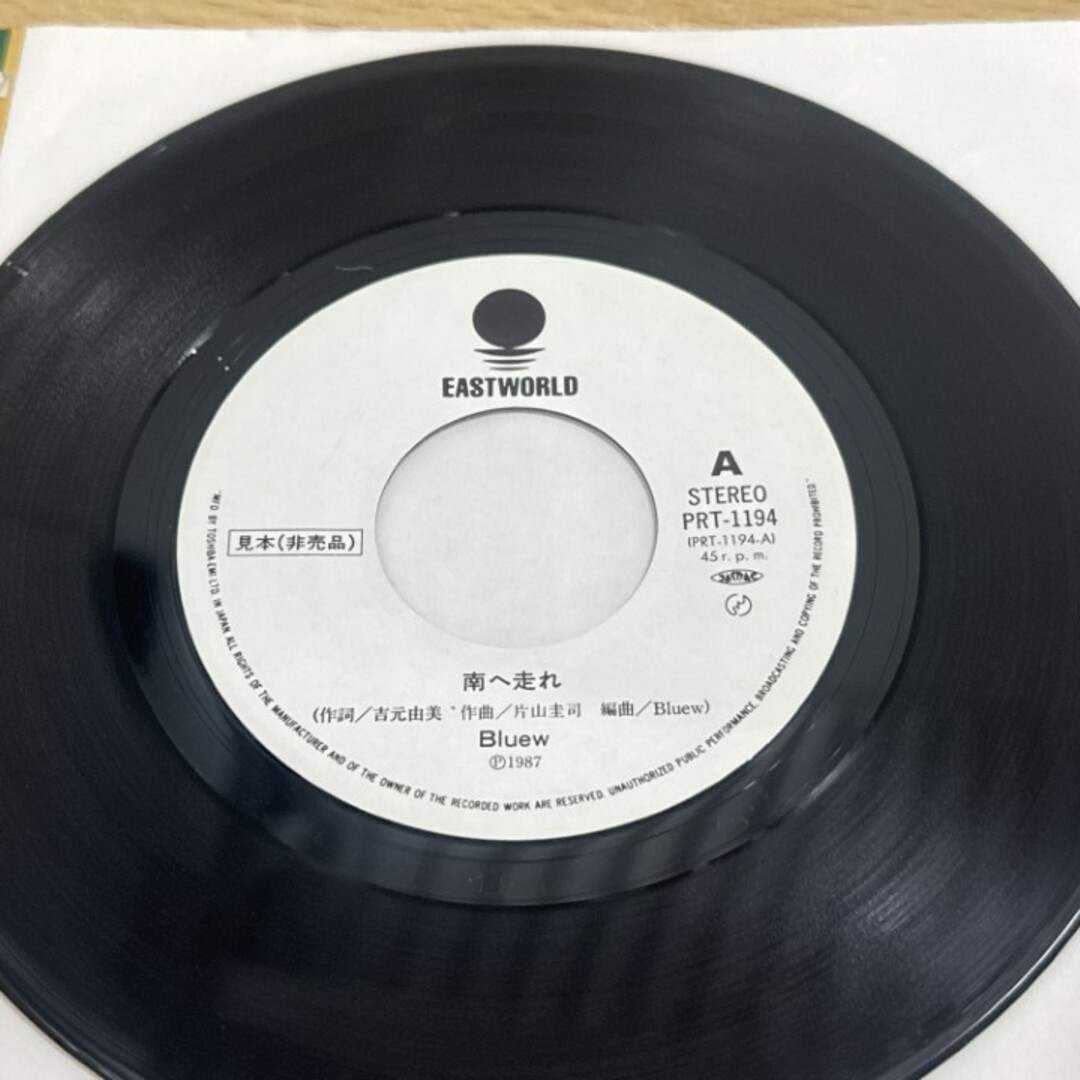 EASTWORLD
A
STEREO
PRT-1194
(PRT-1194-A)
45 r. p. m.
JASRAC
見本(非売品)
南へ走れ
(作詞/吉元由美、作曲/片山圭司 編曲/Bluew)
Bluew
Ⓟ1987
"MF'D BY TOSHIBA EMI LTD. IN JAPAN ALL RIGHTS OF THE MANUFACTURER AND OF THE OWNER OF THE RECORDED WORK ARE RESERVED. UNAUTHORIZED PUBLIC PERFORMANCE, BROADCASTING AND COPYING OF THE RECORD PROHIBITED"